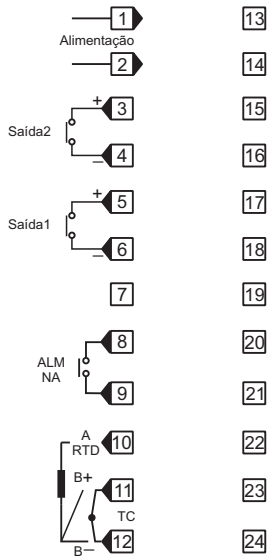 1 13
Alimentação
2 14
+ 3 15
Saída2
– 4 16
+ 5 17
Saída1
– 6 18
7 19
8 20
ALM
NA
9 21
A
RTD 10 22
B+ 11 23
TC
B– 12 24